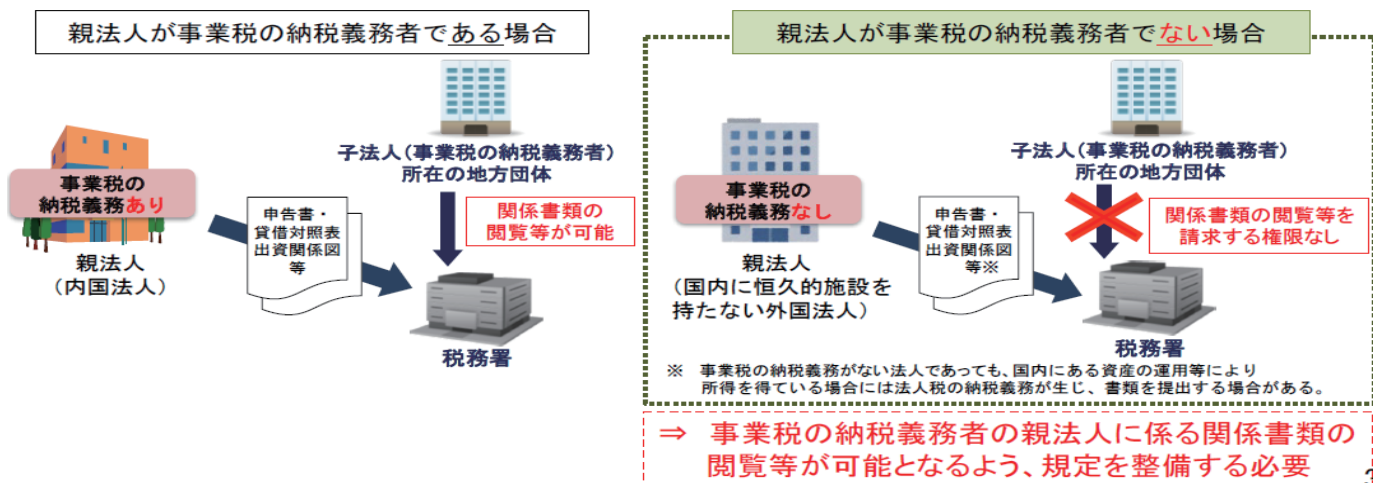 親法人が事業税の納税義務者である場合
子法人(事業税の納税義務者)
所在の地方団体
事業税の
納税義務あり
申告書・
貸借対照表
出資関係図
等
関係書類の
閲覧等が可能
親法人
(内国法人)
税務署
親法人が事業税の納税義務者でない場合
子法人(事業税の納税義務者)
所在の地方団体
事業税の
納税義務なし
申告書・
貸借対照表
出資関係図
等※
関係書類の閲覧等を
請求する権限なし
親法人
(国内に恒久的施設を
持たない外国法人)
税務署
※ 事業税の納税義務がない法人であっても、国内にある資産の運用等により
所得を得ている場合には法人税の納税義務が生じ、書類を提出する場合がある。
⇒ 事業税の納税義務者の親法人に係る関係書類の
閲覧等が可能となるよう、規定を整備する必要